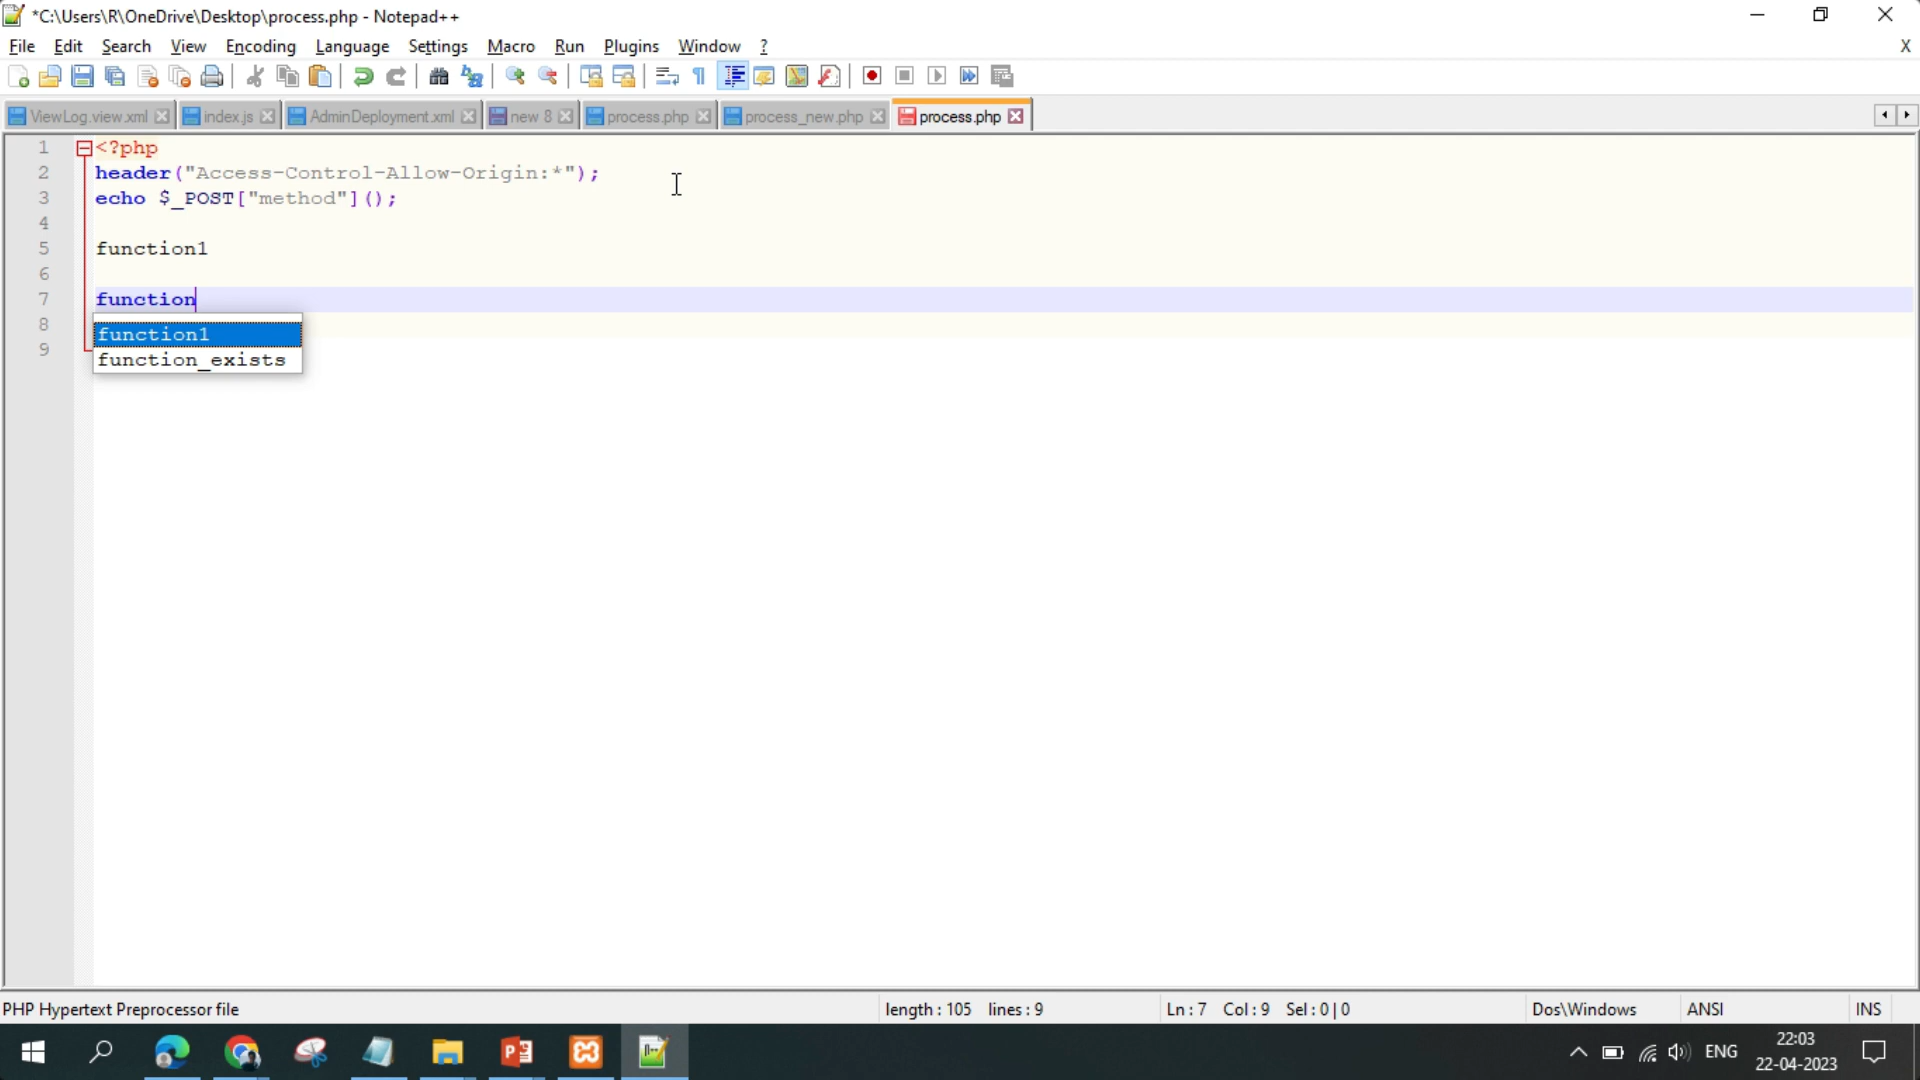 *C:\Users\R\OneDrive\Desktop\process.php - Notepad++
File Edit Search View Encoding Language Settings Macro Run Plugins Window ? X
ViewLog.view.xml index.js AdminDeployment.xml new 8 process.php process_new.php process.php
1 <?php
2 header("Access-Control-Allow-Origin:*");
3 echo $_POST["method"]();
4
5 function1
6
7 function
8 function1
9 function_exists
PHP Hypertext Preprocessor file length : 105 lines : 9 Ln : 7 Col : 9 Sel : 0 | 0 Dos\Windows ANSI INS
ENG 22:03
22-04-2023